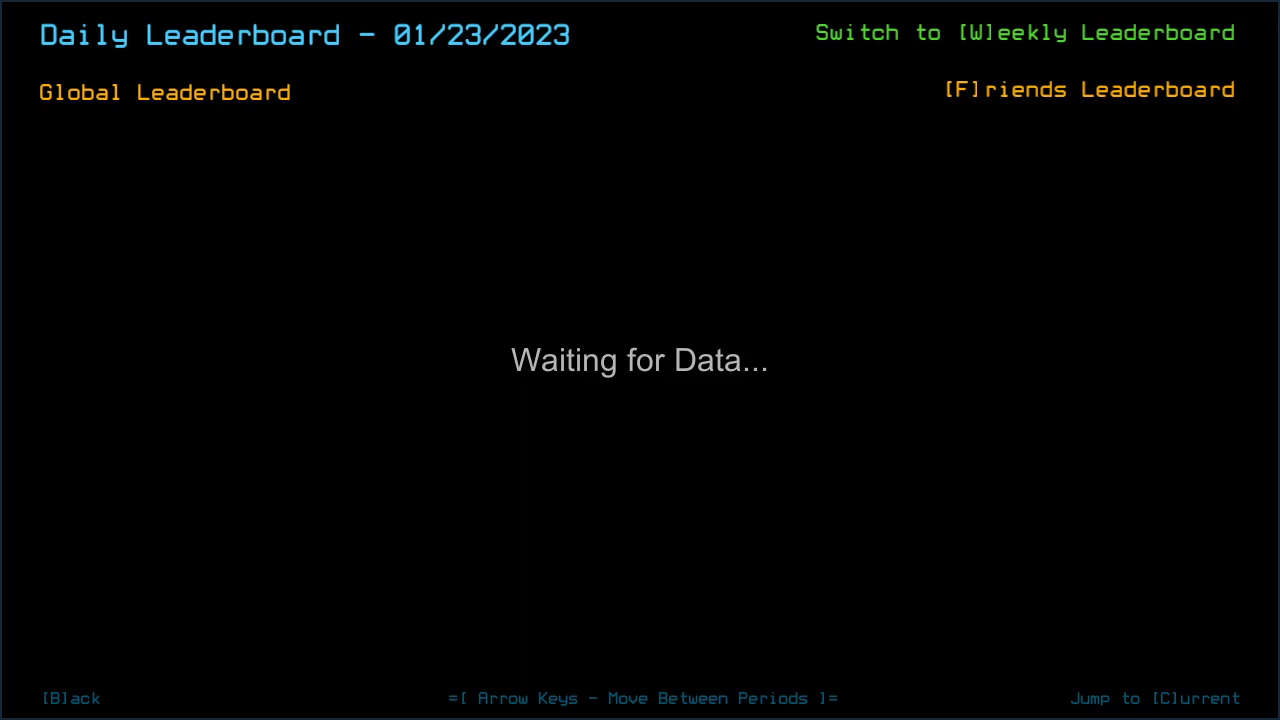 Daily Leaderboard - 01/23/2023
Switch to [W]eekly Leaderboard
Global Leaderboard
[F]riends Leaderboard
Waiting for Data...
[B]ack
=[ Arrow Keys - Move Between Periods ]=
Jump to [C]urrent